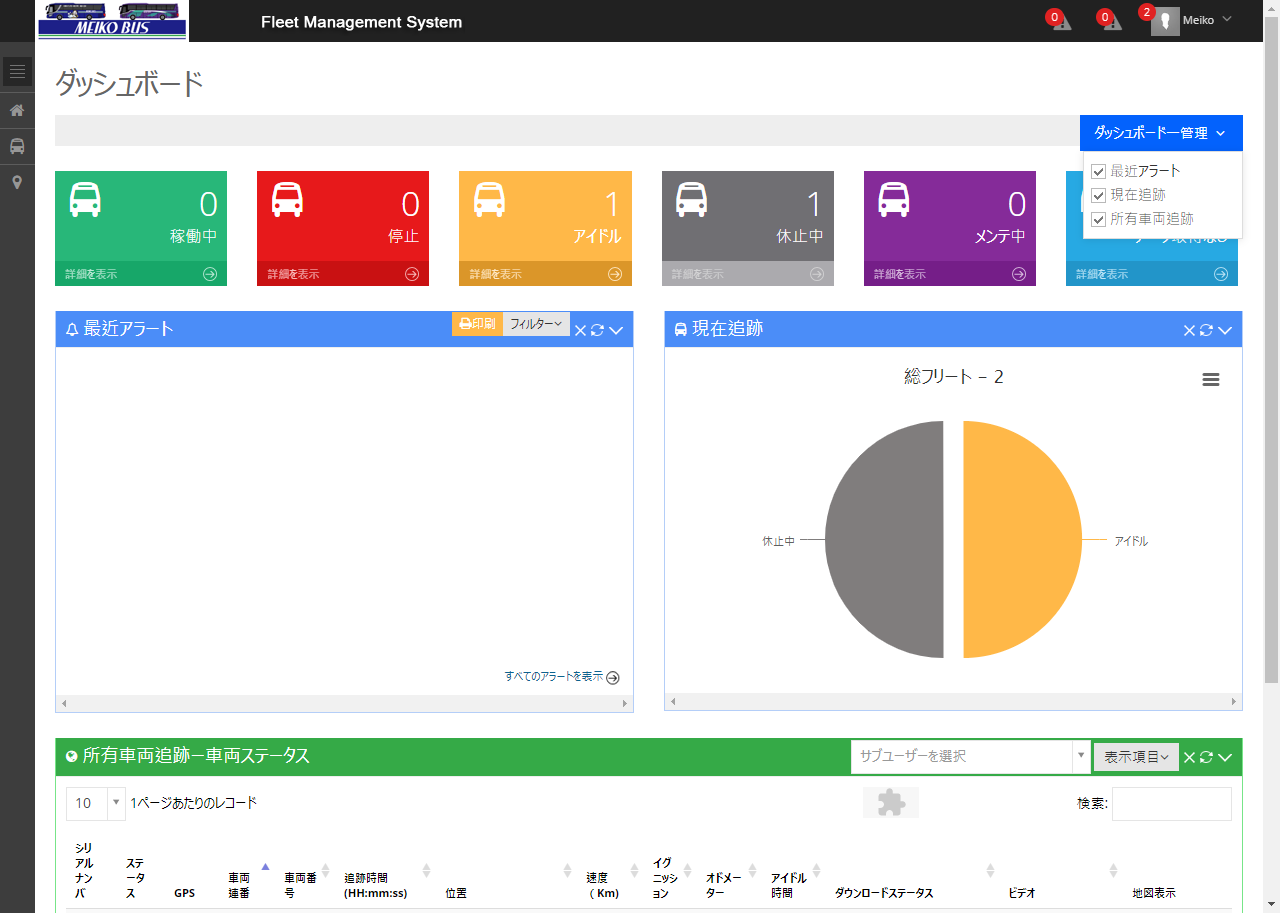 MEIKO BUS
Fleet Management System
0
0
2
Meiko
ダッシュボード
ダッシュボードー管理
最近アラート
現在追跡
所有車両追跡
0
稼働中
詳細を表示
0
停止
詳細を表示
1
アイドル
詳細を表示
1
休止中
詳細を表示
0
メンテ中
詳細を表示
詳細を表示
最近アラート
印刷
フィルター
すべてのアラートを表示
現在追跡
総フリート – 2
休止中
アイドル
所有車両追跡ー車両ステータス
サブユーザーを選択
表示項目
10
1ページあたりのレコード
検索:
シリアルナンバ
ステータス
GPS
車両連番
車両番号
追跡時間
(HH:mm:ss)
位置
速度
( Km)
イグニッション
オドメーター
アイドル時間
ダウンロードステータス
ビデオ
地図表示